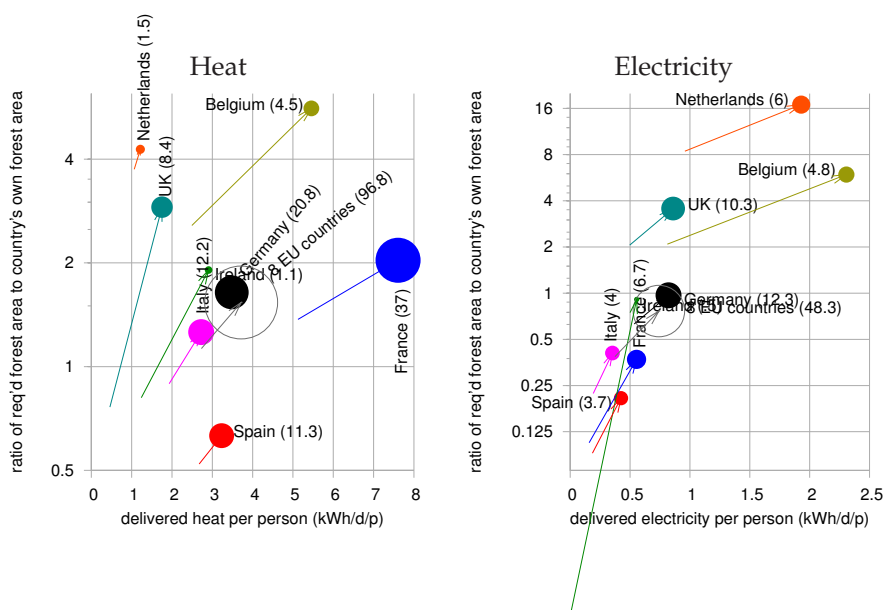 Heat
ratio of req'd forest area to country's own forest area
4
2
1
0.5
Netherlands (1.5)
UK (8.4)
Belgium (4.5)
Germany (20.8)
8 EU countries (96.8)
Ireland (1.1)
Italy (12.2)
France (37)
Spain (11.3)
0 1 2 3 4 5 6 7 8
delivered heat per person (kWh/d/p)
Electricity
ratio of req'd forest area to country's own forest area
16
8
4
2
1
0.5
0.25
0.125
Netherlands (6)
Belgium (4.8)
UK (10.3)
Germany (12.3)
8 EU countries (48.3)
Italy (4)
France (6.7)
Spain (3.7)
0 0.5 1 1.5 2 2.5
delivered electricity per person (kWh/d/p)